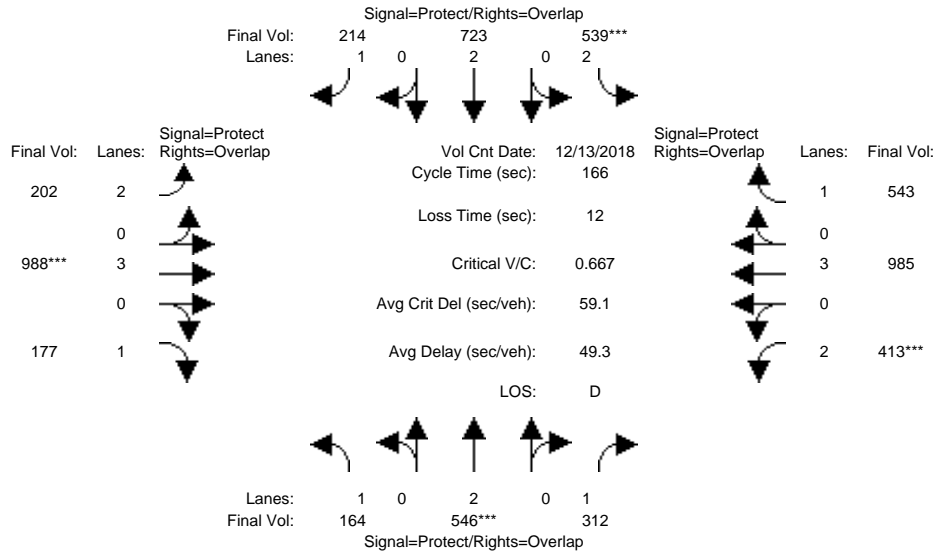 Signal=Protect/Rights=Overlap
Final Vol: 214 723 539***
Lanes: 1 0 2 0 2
Signal=Protect
Final Vol: Lanes: Rights=Overlap
Vol Cnt Date: 12/13/2018
Signal=Protect
Rights=Overlap Lanes: Final Vol:
Cycle Time (sec): 166
202 2
1 543
Loss Time (sec): 12
0
0
988*** 3
Critical V/C: 0.667
3 985
0
Avg Crit Del (sec/veh): 59.1
0
177 1
Avg Delay (sec/veh): 49.3
2 413***
LOS: D
Lanes: 1 0 2 0 1
Final Vol: 164 546*** 312
Signal=Protect/Rights=Overlap